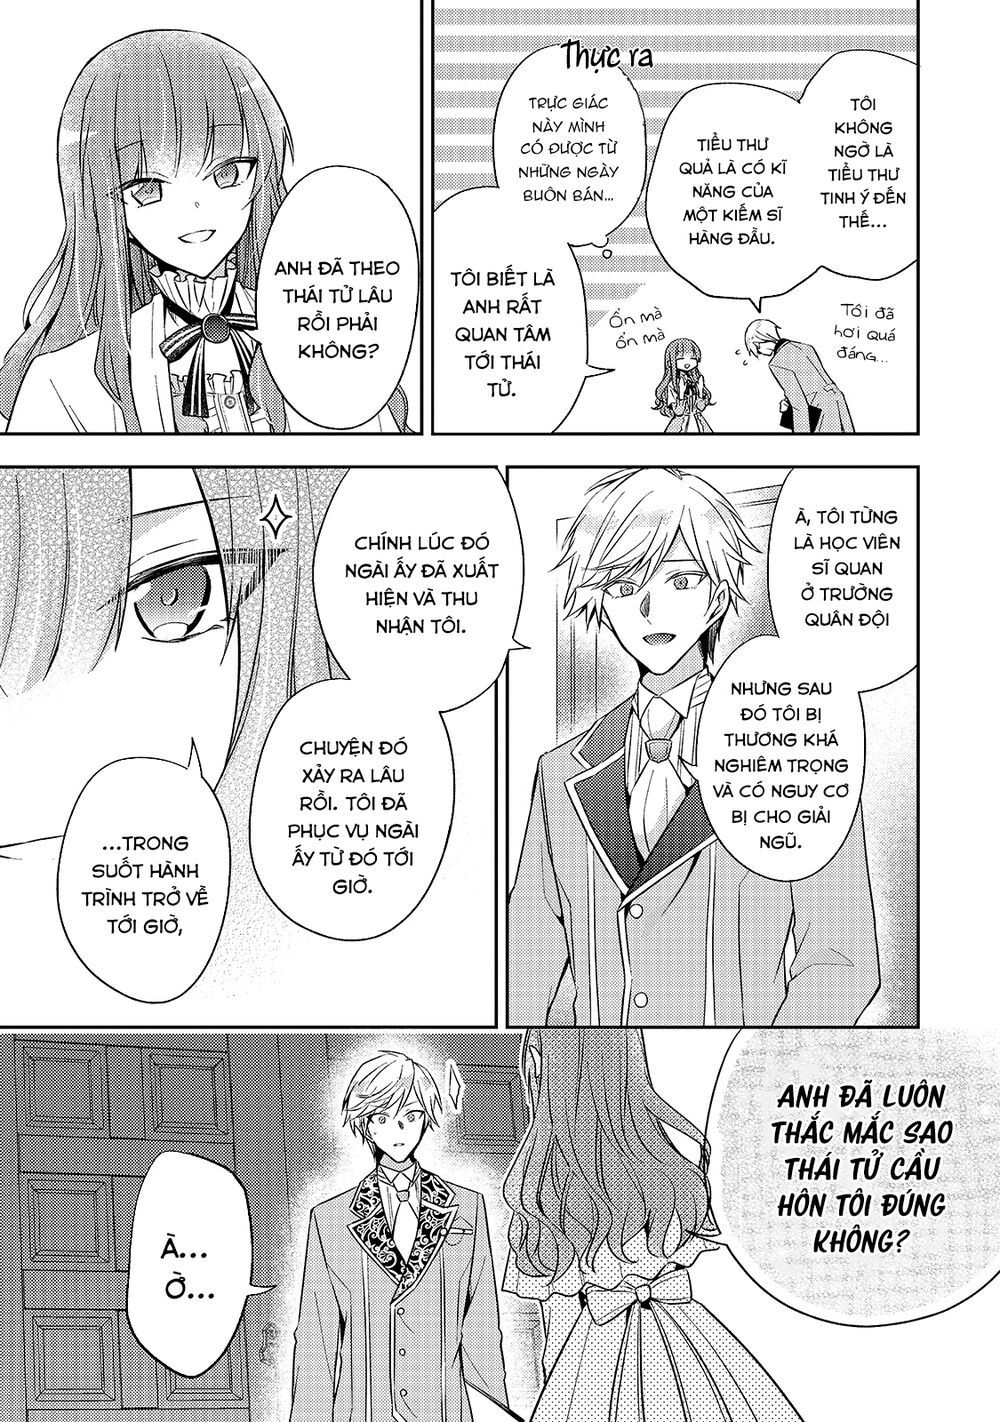 TÔI
KHÔNG
NGỜ LÀ
TIỂU THƯ
TINH Ý ĐẾN
THẾ...
TIỂU THƯ
QUẢ LÀ CÓ KĨ
NĂNG CỦA
MỘT KIẾM SĨ
HÀNG ĐẦU.
Tôi đã
hơi quá
đáng...
Thực ra
TRỰC GIÁC
NÀY MÌNH
CÓ ĐƯỢC TỪ
NHỮNG NGÀY
BUÔN BÁN...
Ổn mà
ổn mà
TÔI BIẾT LÀ
ANH RẤT
QUAN TÂM
TỚI THÁI
TỬ.
ANH ĐÃ THEO
THÁI TỬ LÂU
RỒI PHẢI
KHÔNG?
À, TÔI TỪNG
LÀ HỌC VIÊN
SĨ QUAN
Ở TRƯỜNG
QUÂN ĐỘI
NHƯNG SAU
ĐÓ TÔI BỊ
THƯƠNG KHÁ
NGHIÊM TRỌNG
VÀ CÓ NGUY CƠ
BỊ CHO GIẢI
NGŨ.
CHÍNH LÚC ĐÓ
NGÀI ẤY ĐÃ XUẤT
HIỆN VÀ THU
NHẬN TÔI.
CHUYỆN ĐÓ
XẢY RA LÂU
RỒI. TÔI ĐÃ
PHỤC VỤ NGÀI
ẤY TỪ ĐÓ TỚI
GIỜ.
...TRONG
SUỐT HÀNH
TRÌNH TRỞ VỀ
TỚI GIỜ,
ANH ĐÃ LUÔN
THẮC MẮC SAO
THÁI TỬ CẦU
HÔN TÔI ĐÚNG
KHÔNG?
À...
Ờ...